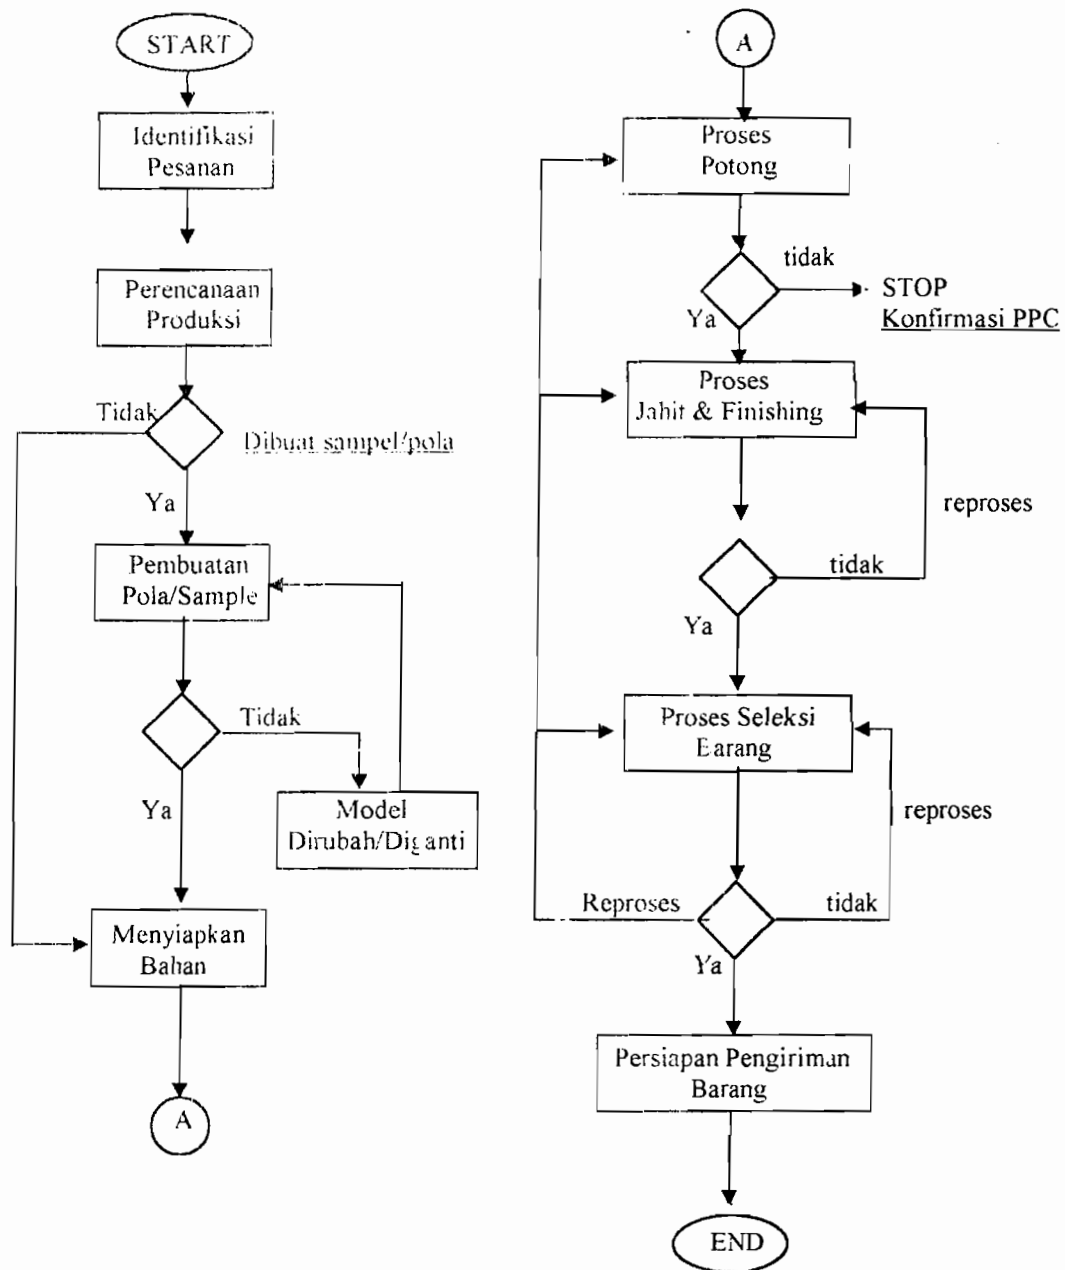 START
Identifikasi
Pesanan
Perencanaan
Produksi
Tidak
Dibuat sampel/pola
Ya
Pembuatan
Pola/Sample
Tidak
Ya
Model
Dirubah/Diganti
Menyiapkan
Bahan
A
A
Proses
Potong
tidak
STOP
Ya
Konfirmasi PPC
Proses
Jahit & Finishing
reproses
tidak
Ya
Proses Seleksi
Barang
reproses
Reproses
tidak
Ya
Persiapan Pengiriman
Barang
END